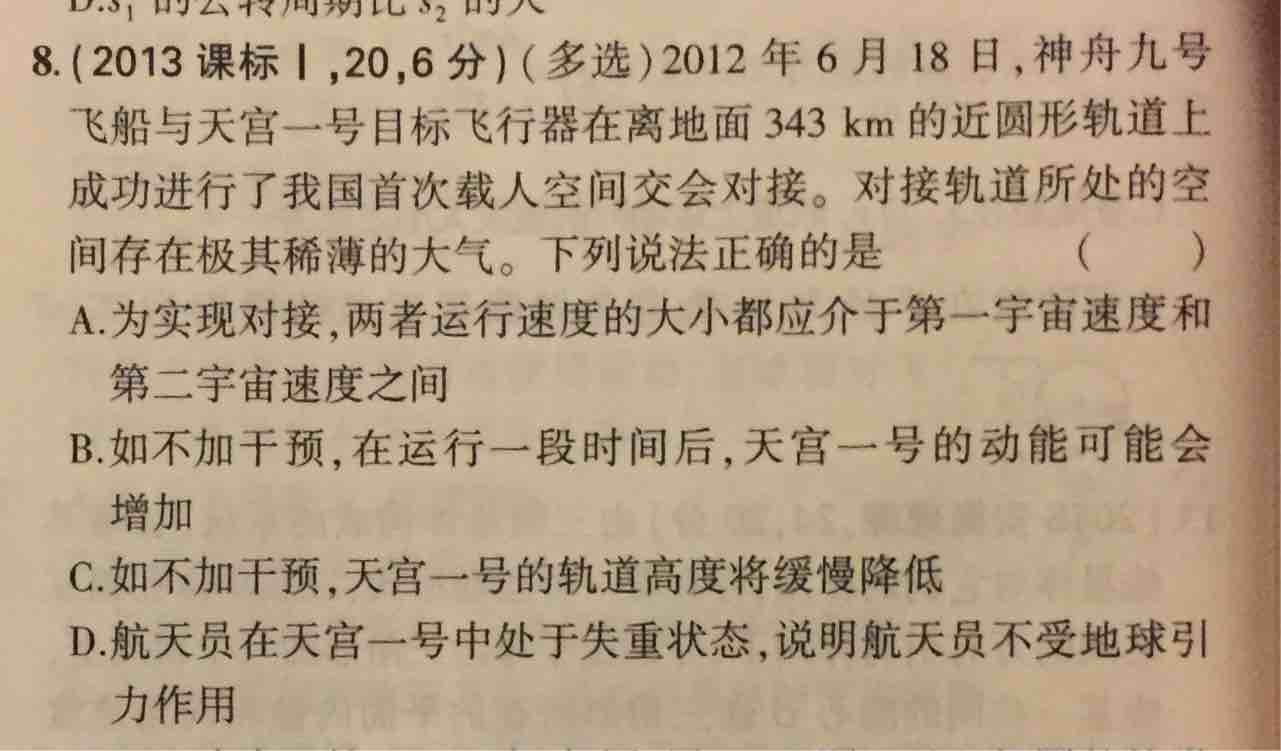 D.s₁ 的公转周期比 s₂ 的大
8.(2013 课标Ⅰ,20,6 分)(多选)2012 年 6 月 18 日,神舟九号
飞船与天宫一号目标飞行器在离地面 343 km 的近圆形轨道上
成功进行了我国首次载人空间交会对接。对接轨道所处的空
间存在极其稀薄的大气。下列说法正确的是 (  )
A.为实现对接,两者运行速度的大小都应介于第一宇宙速度和
第二宇宙速度之间
B.如不加干预,在运行一段时间后,天宫一号的动能可能会
增加
C.如不加干预,天宫一号的轨道高度将缓慢降低
D.航天员在天宫一号中处于失重状态,说明航天员不受地球引
力作用